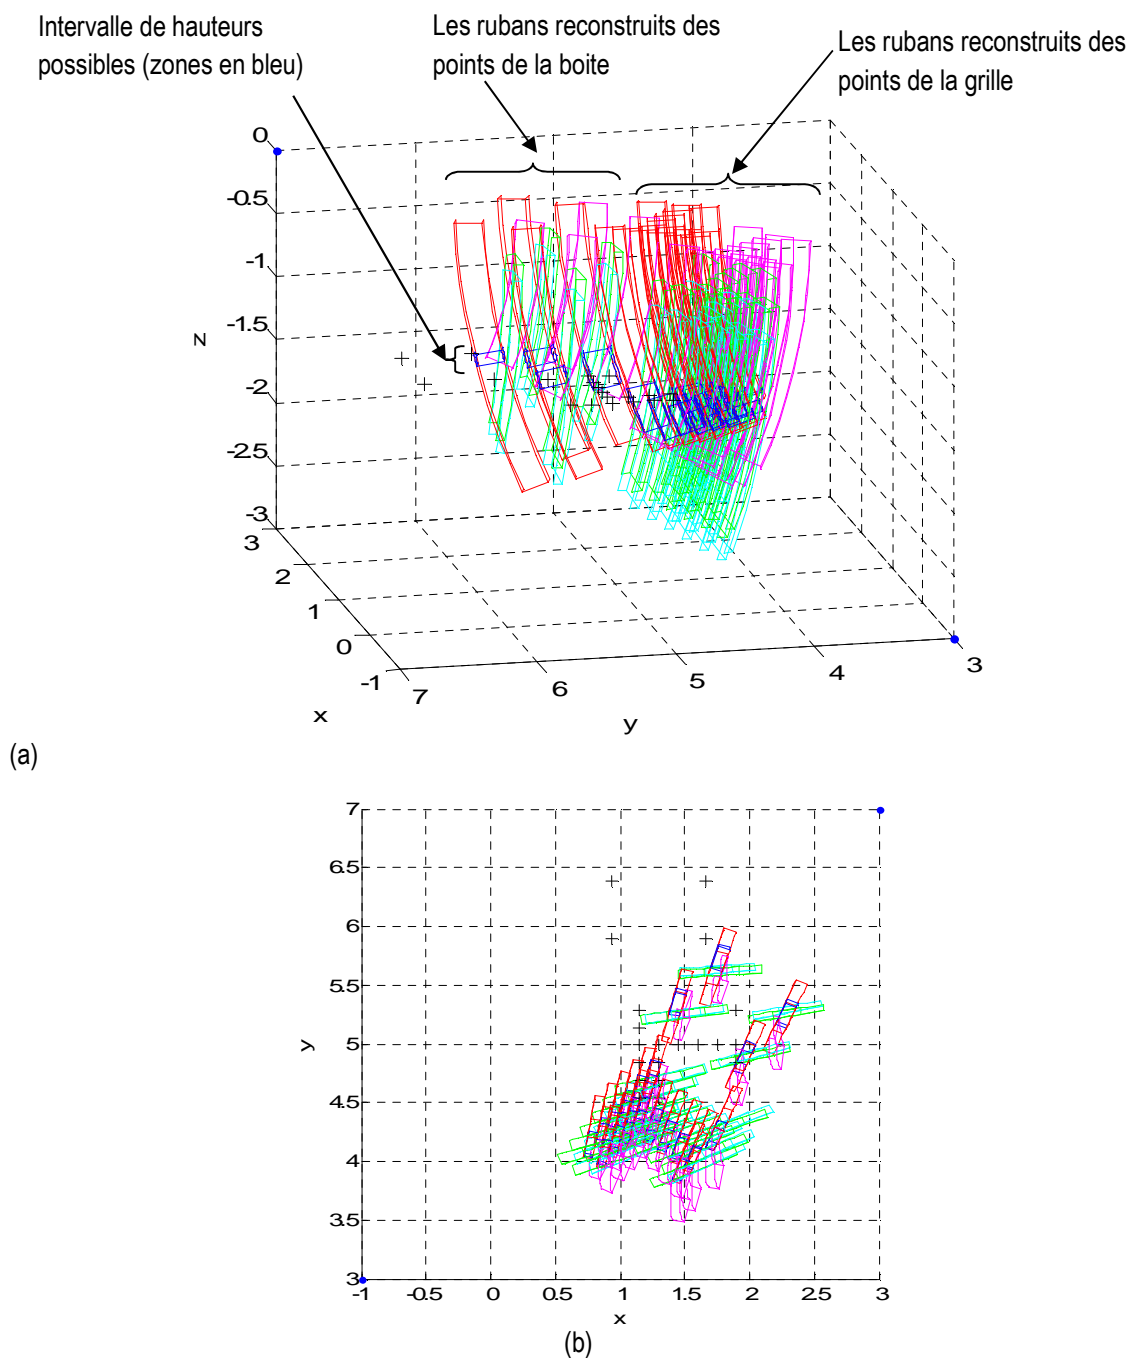 Intervalle de hauteurs
possibles (zones en bleu)
Les rubans reconstruits des
points de la boite
Les rubans reconstruits des
points de la grille
0
-0.5
-1
-1.5
-2
-2.5
-3
z
3
2
1
0
-1
x
7
6
5
4
3
y
(a)
7
6.5
6
5.5
5
4.5
4
3.5
3
y
-1
-0.5
0
0.5
1
1.5
2
2.5
3
x
(b)